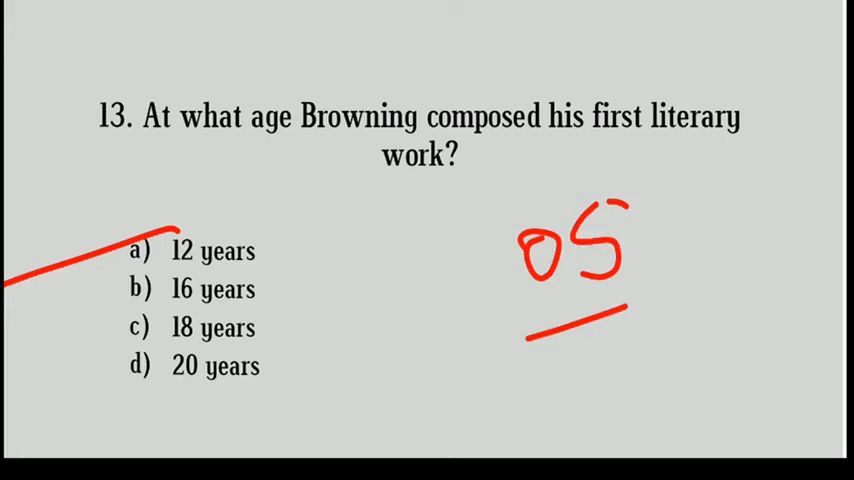 13. At what age Browning composed his first literary
work?
a) 12 years
b) 16 years
c) 18 years
d) 20 years
05